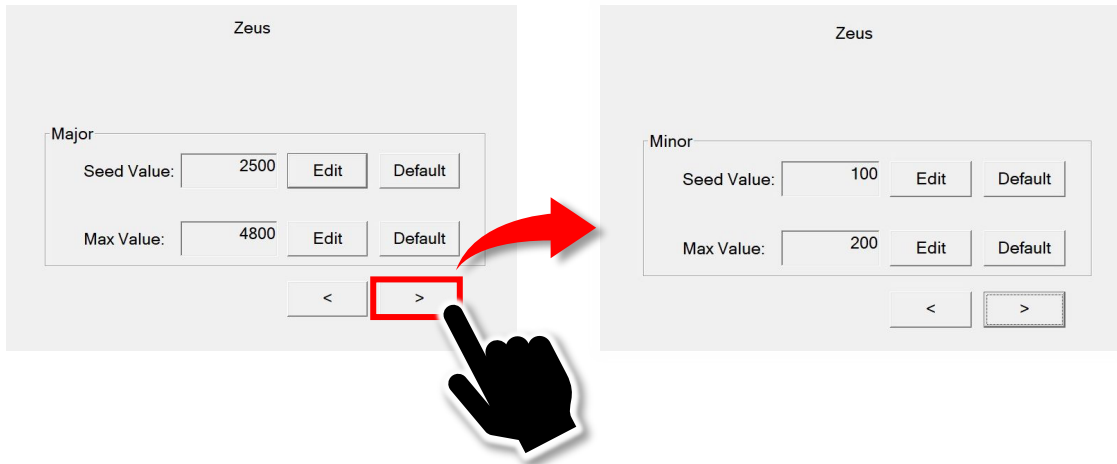 Zeus
Major
Seed Value: 2500 Edit Default
Max Value: 4800 Edit Default
< >
Zeus
Minor
Seed Value: 100 Edit Default
Max Value: 200 Edit Default
< >